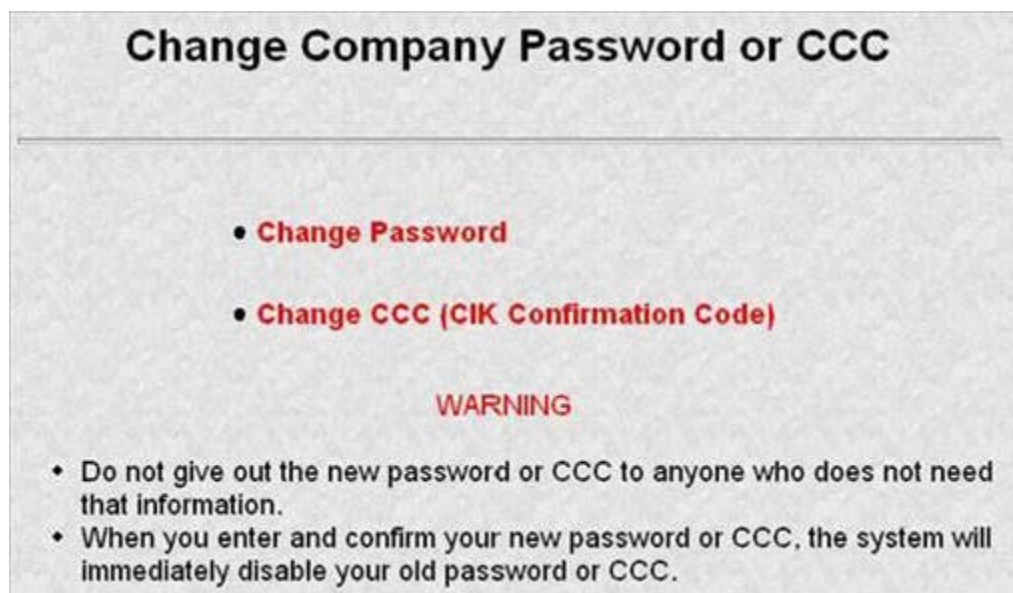 Change Company Password or CCC
• Change Password
• Change CCC (CIK Confirmation Code)
WARNING
• Do not give out the new password or CCC to anyone who does not need
that information.
• When you enter and confirm your new password or CCC, the system will
immediately disable your old password or CCC.